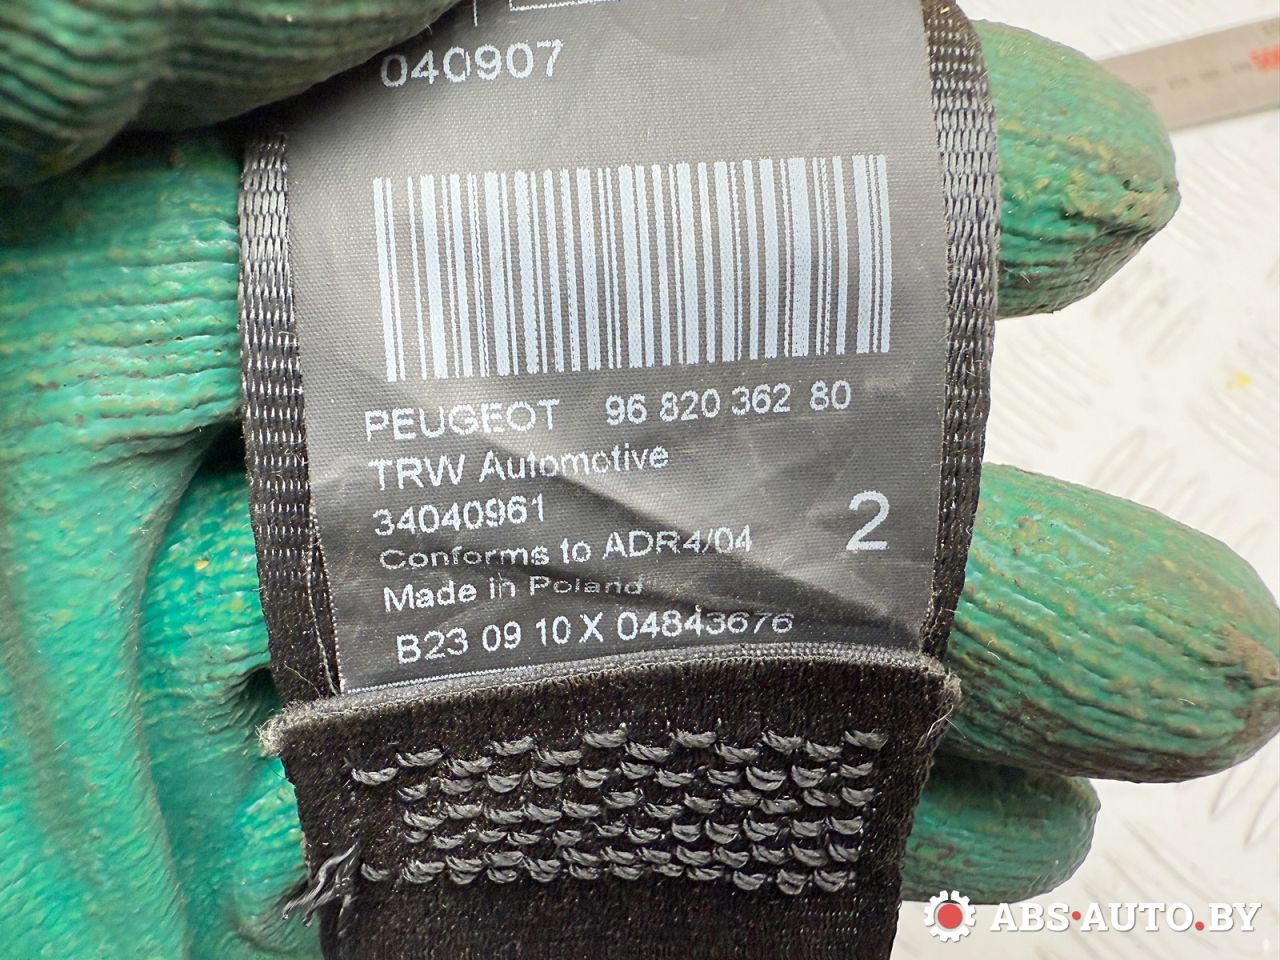 040907
PEUGEOT 96 820 362 80
TRW Automotive
34040961
2
Conforms to ADR4/04
Made in Poland
B23 09 10 X 04843676
ABS-AUTO.BY